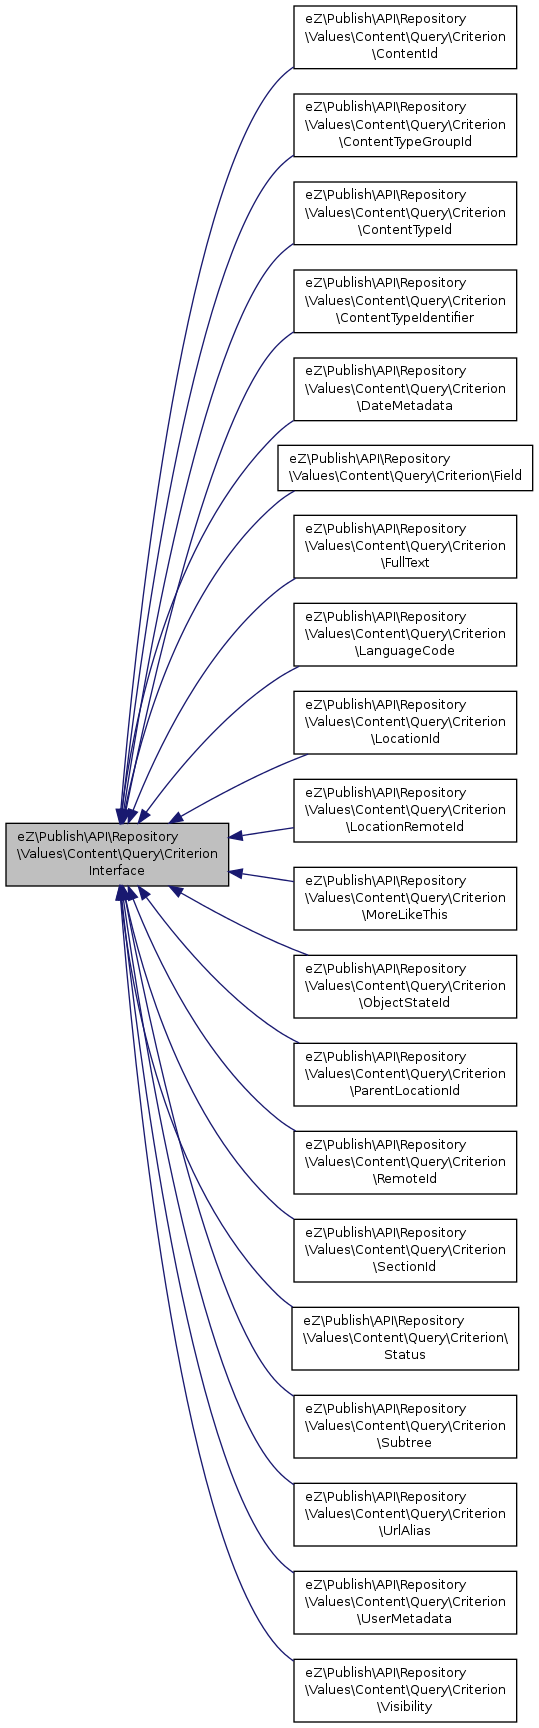 eZ\Publish\API\Repository
\Values\Content\Query\Criterion
\ContentId
eZ\Publish\API\Repository
\Values\Content\Query\Criterion
\ContentTypeGroupId
eZ\Publish\API\Repository
\Values\Content\Query\Criterion
\ContentTypeId
eZ\Publish\API\Repository
\Values\Content\Query\Criterion
\ContentTypeIdentifier
eZ\Publish\API\Repository
\Values\Content\Query\Criterion
\DateMetadata
eZ\Publish\API\Repository
\Values\Content\Query\Criterion\Field
eZ\Publish\API\Repository
\Values\Content\Query\Criterion
\FullText
eZ\Publish\API\Repository
\Values\Content\Query\Criterion
\LanguageCode
eZ\Publish\API\Repository
\Values\Content\Query\Criterion
\LocationId
eZ\Publish\API\Repository
\Values\Content\Query\Criterion
\LocationRemoteId
eZ\Publish\API\Repository
\Values\Content\Query\Criterion
Interface
eZ\Publish\API\Repository
\Values\Content\Query\Criterion
\MoreLikeThis
eZ\Publish\API\Repository
\Values\Content\Query\Criterion
\ObjectStateId
eZ\Publish\API\Repository
\Values\Content\Query\Criterion
\ParentLocationId
eZ\Publish\API\Repository
\Values\Content\Query\Criterion
\RemoteId
eZ\Publish\API\Repository
\Values\Content\Query\Criterion
\SectionId
eZ\Publish\API\Repository
\Values\Content\Query\Criterion\
Status
eZ\Publish\API\Repository
\Values\Content\Query\Criterion
\Subtree
eZ\Publish\API\Repository
\Values\Content\Query\Criterion
\UrlAlias
eZ\Publish\API\Repository
\Values\Content\Query\Criterion
\UserMetadata
eZ\Publish\API\Repository
\Values\Content\Query\Criterion
\Visibility